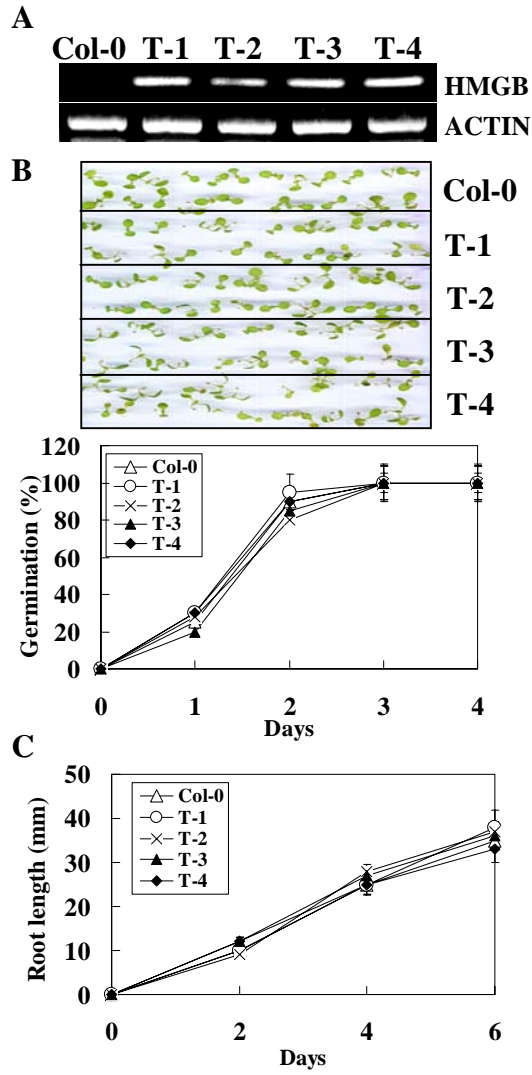 A
Col-0 T-1 T-2 T-3 T-4
HMGB
ACTIN
B
Col-0
T-1
T-2
T-3
T-4
Germination (%)
120
100
80
60
40
20
0
Col-0
T-1
T-2
T-3
T-4
0 1 2 3 4
Days
C
Root length (mm)
50
40
30
20
10
0
Col-0
T-1
T-2
T-3
T-4
0 2 4 6
Days